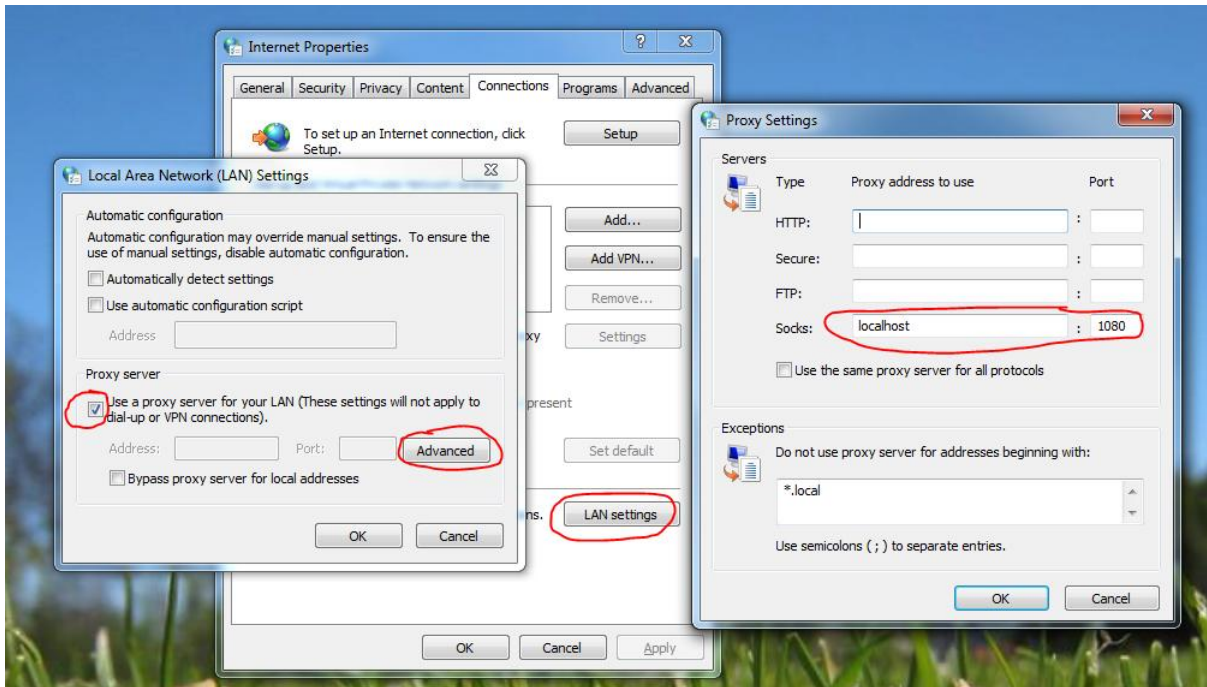 Internet Properties
General Security Privacy Content Connections Programs Advanced
To set up an Internet connection, click
Setup.
Setup
Add...
Add VPN...
Remove...
xy
Settings
present
Set default
ns.
LAN settings
OK Cancel Apply
Local Area Network (LAN) Settings
Automatic configuration
Automatic configuration may override manual settings. To ensure the
use of manual settings, disable automatic configuration.
Automatically detect settings
Use automatic configuration script
Address
Proxy server
Use a proxy server for your LAN (These settings will not apply to
dial-up or VPN connections).
Address: Port: Advanced
Bypass proxy server for local addresses
OK Cancel
Proxy Settings
Servers
Type Proxy address to use Port
HTTP: :
Secure: :
FTP: :
Socks: localhost : 1080
Use the same proxy server for all protocols
Exceptions
Do not use proxy server for addresses beginning with:
*.local
Use semicolons ( ; ) to separate entries.
OK Cancel